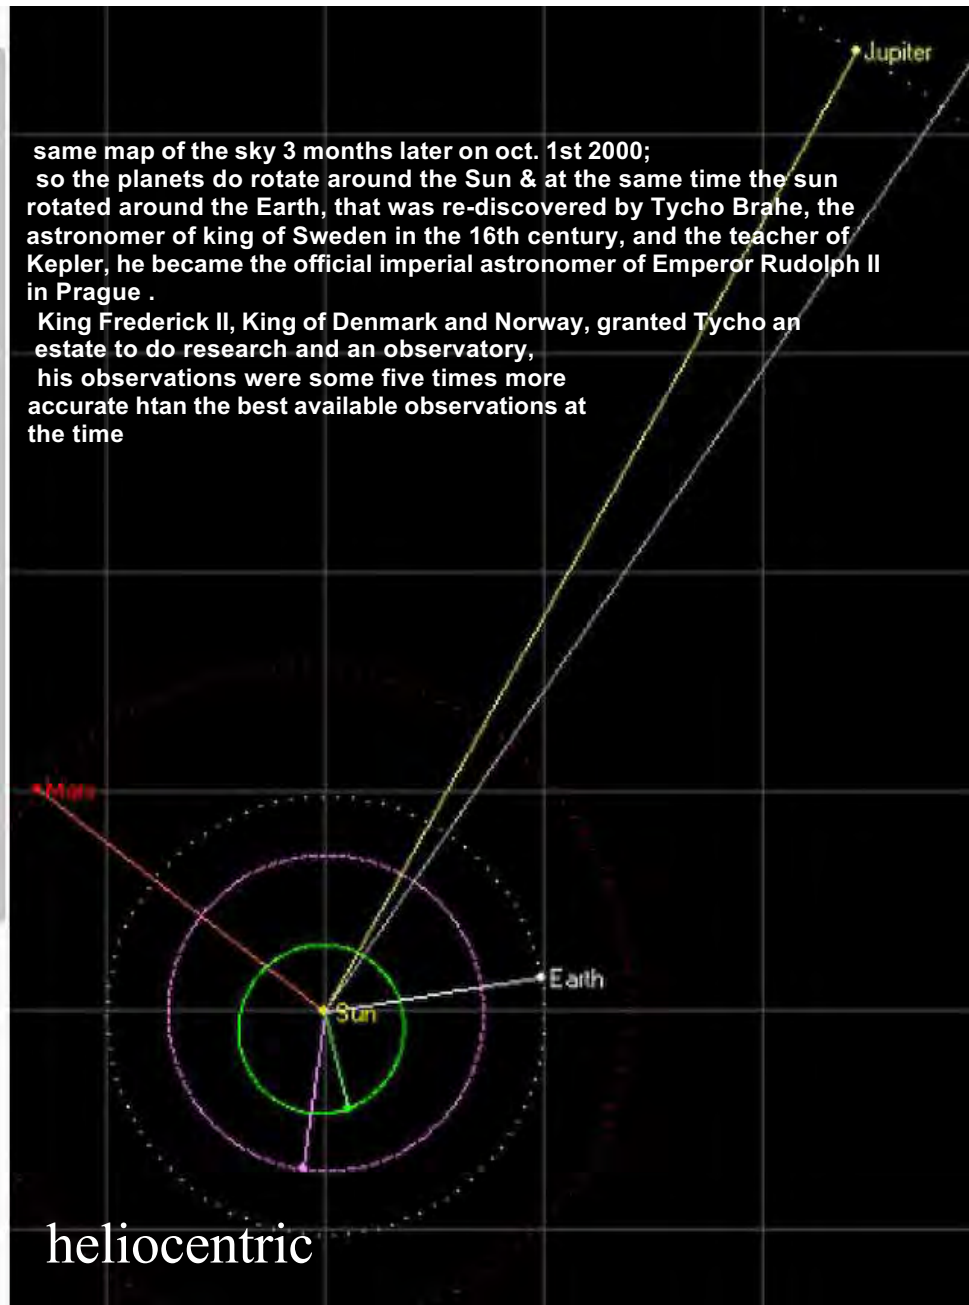 Jupiter
same map of the sky 3 months later on oct. 1st 2000;
so the planets do rotate around the Sun & at the same time the sun
rotated around the Earth, that was re-discovered by Tycho Brahe, the
astronomer of king of Sweden in the 16th century, and the teacher of
Kepler, he became the official imperial astronomer of Emperor Rudolph II
in Prague .
King Frederick II, King of Denmark and Norway, granted Tycho an
estate to do research and an observatory,
his observations were some five times more
accurate htan the best available observations at
the time
Mars
Earth
Sun
heliocentric